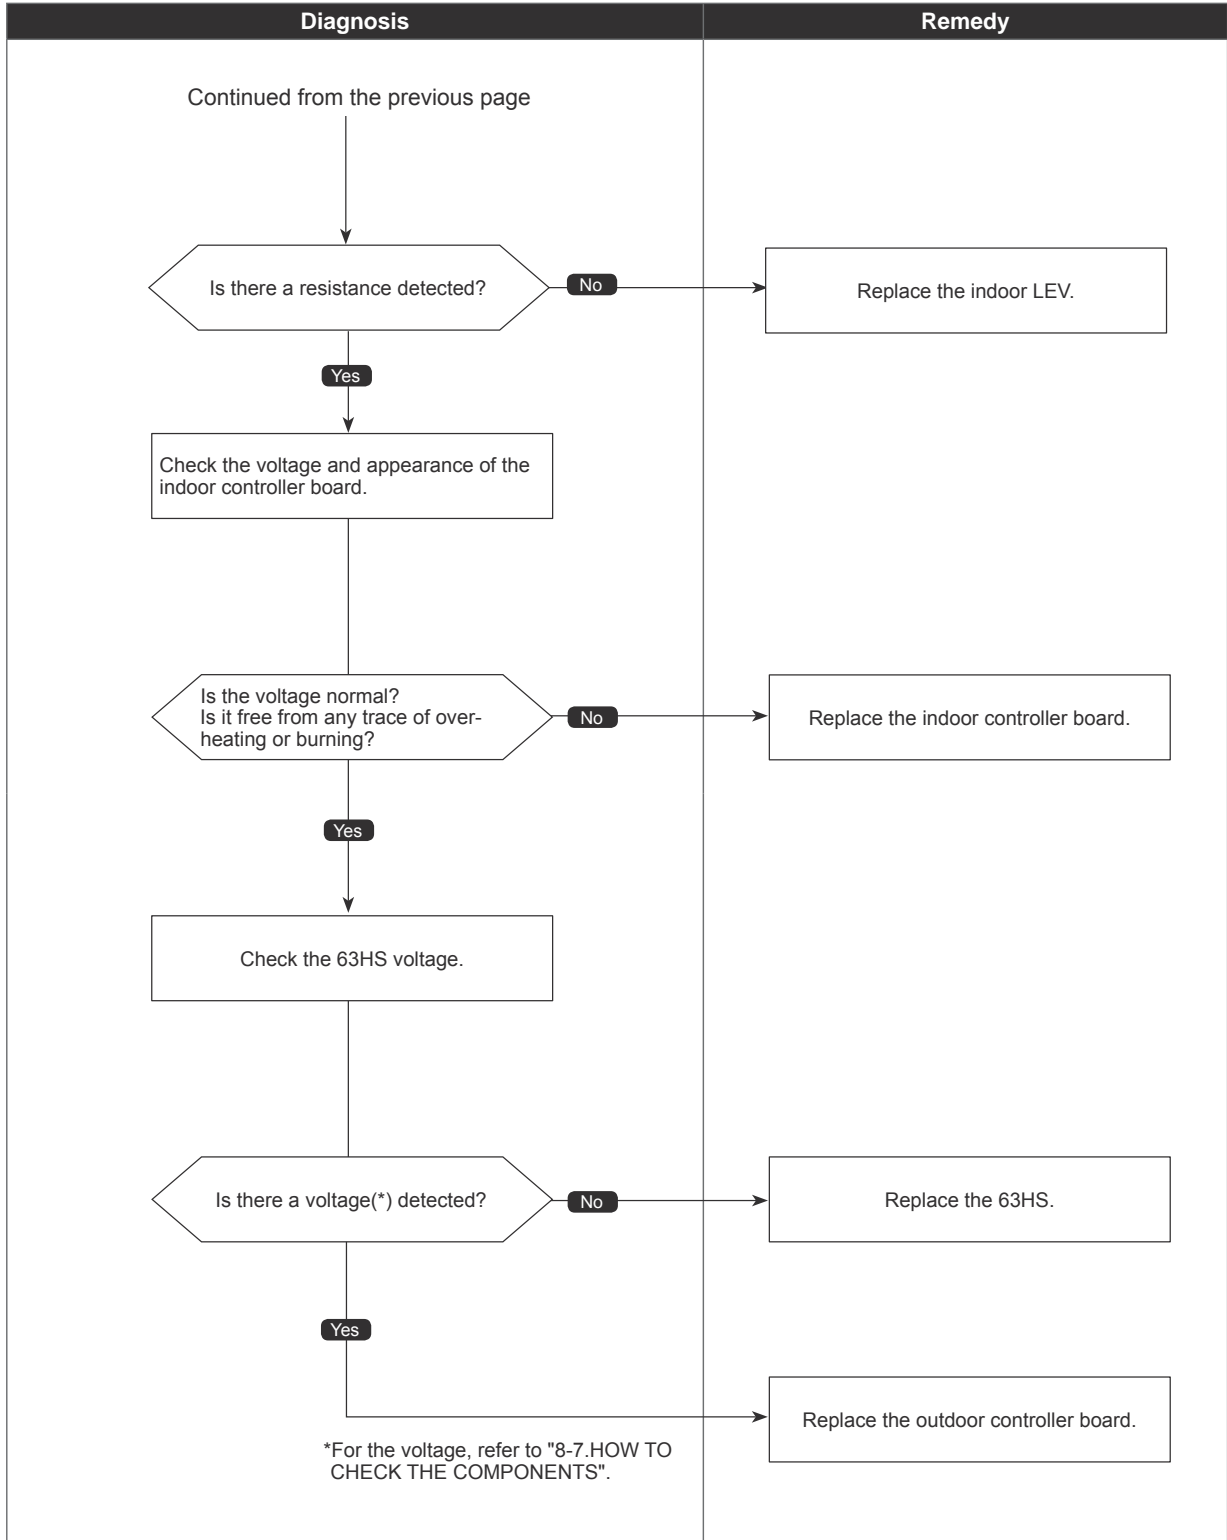 Diagnosis
Remedy
Continued from the previous page
Is there a resistance detected?
No
Replace the indoor LEV.
Yes
Check the voltage and appearance of the
indoor controller board.
Is the voltage normal?
Is it free from any trace of over-
heating or burning?
No
Replace the indoor controller board.
Yes
Check the 63HS voltage.
Is there a voltage(*) detected?
No
Replace the 63HS.
Yes
Replace the outdoor controller board.
*For the voltage, refer to "8-7.HOW TO
CHECK THE COMPONENTS".